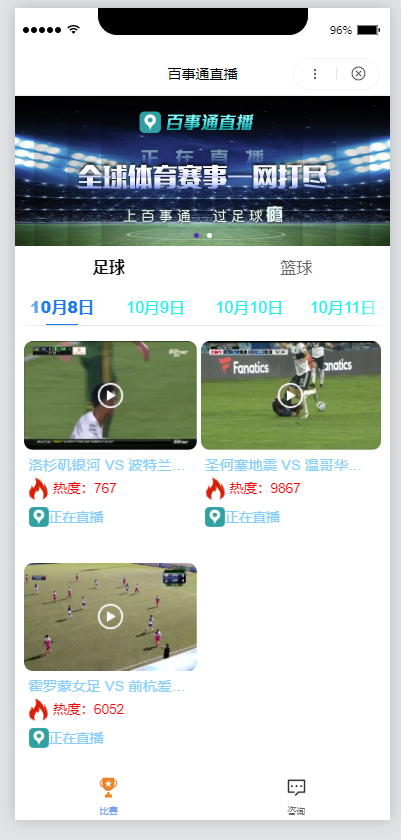 96%
百事通直播
百事通直播
正在直播
全球体育赛事一网打尽
上百事通 过足球瘾
足球 篮球
10月8日 10月9日 10月10日 10月11日
Fanatics Fanatics
洛杉矶银河 VS 波特兰... 圣何塞地震 VS 温哥华...
热度：767 热度：9867
正在直播 正在直播
霍罗蒙女足 VS 前杭爱...
热度：6052
正在直播
比赛 咨询